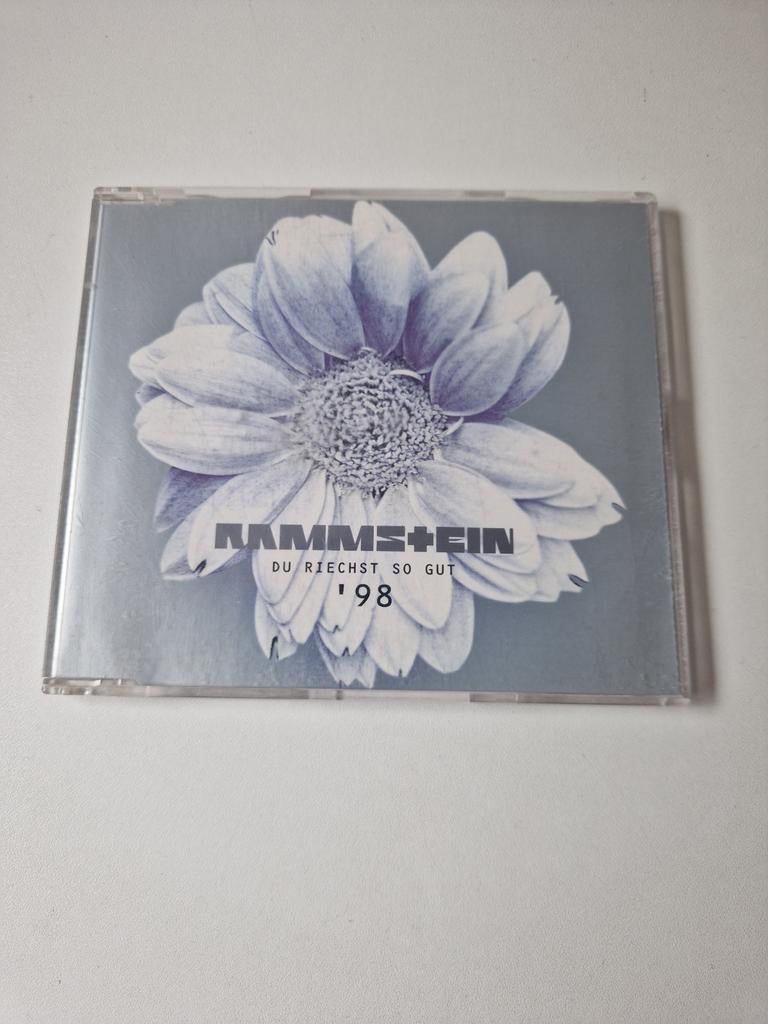 RAMMSTEIN
DU RIECHST SO GUT
'98